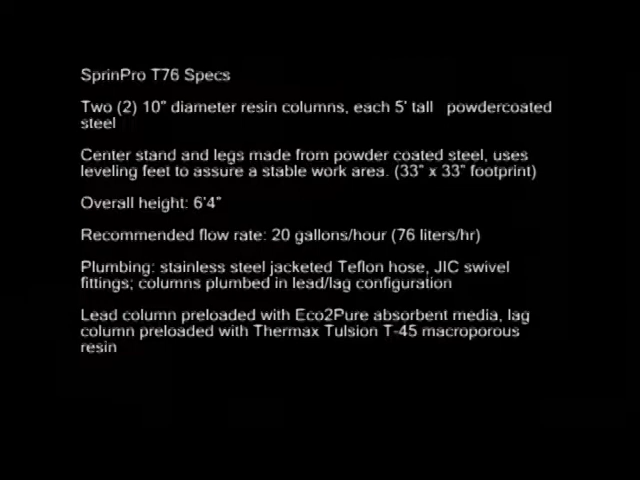 SprinPro T76 Specs
Two (2) 10" diameter resin columns, each 5' tall powdercoated
steel
Center stand and legs made from powder coated steel, uses
leveling feet to assure a stable work area. (33" x 33" footprint)
Overall height: 6'4"
Recommended flow rate: 20 gallons/hour (76 liters/hr)
Plumbing: stainless steel jacketed Teflon hose, JIC swivel
fittings; columns plumbed in lead/lag configuration
Lead column preloaded with Eco2Pure absorbent media, lag
column preloaded with Thermax Tulsion T-45 macroporous
resin